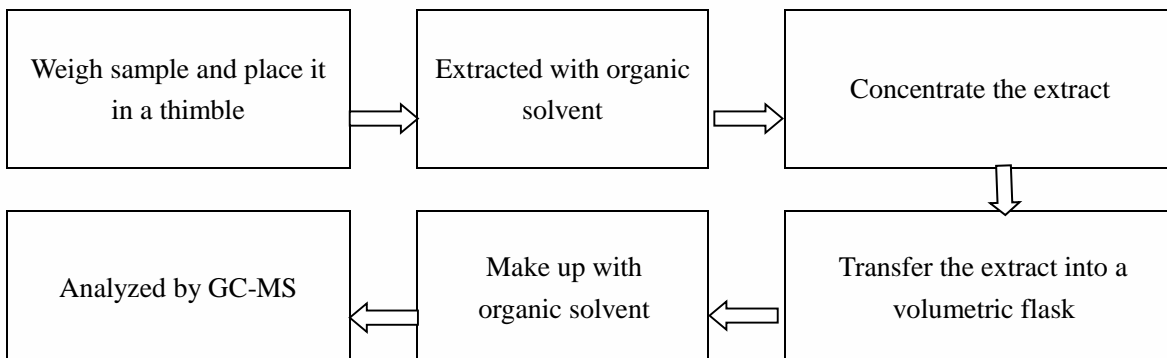 Weigh sample and place it
in a thimble
Extracted with organic
solvent
Concentrate the extract
Transfer the extract into a
volumetric flask
Make up with
organic solvent
Analyzed by GC-MS